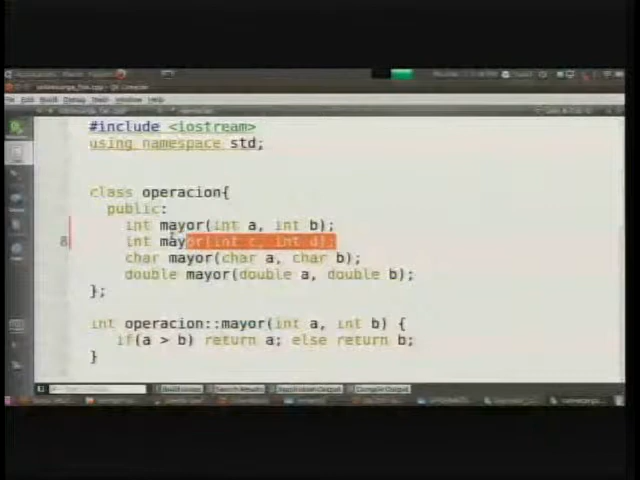 #include <iostream>
using namespace std;
class operacion{
public:
int mayor(int a, int b);
8 int mayor(int c, int d);
char mayor(char a, char b);
double mayor(double a, double b);
};
int operacion::mayor(int a, int b) {
if(a > b) return a; else return b;
}